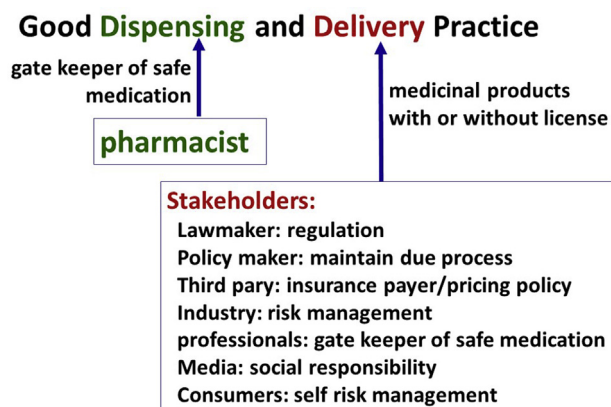 Good Dispensing and Delivery Practice
gate keeper of safe
medication
medicinal products
with or without license
pharmacist
Stakeholders:
Lawmaker: regulation
Policy maker: maintain due process
Third pary: insurance payer/pricing policy
Industry: risk management
professionals: gate keeper of safe medication
Media: social responsibility
Consumers: self risk management